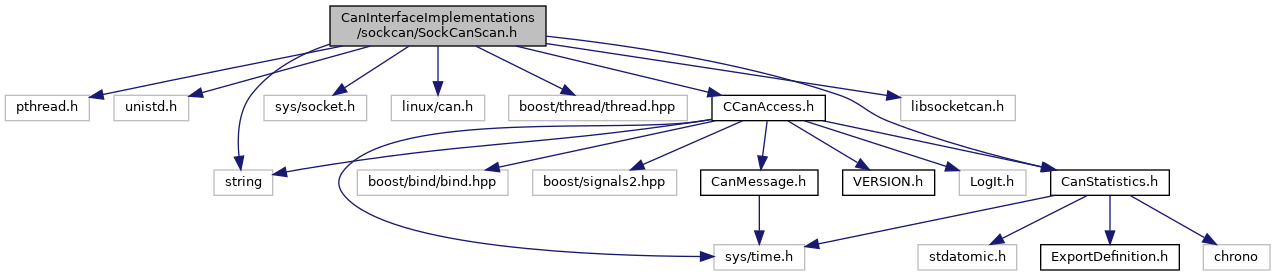 CanInterfaceImplementations
/sockcan/SockCanScan.h
pthread.h
unistd.h
sys/socket.h
linux/can.h
boost/thread/thread.hpp
CCanAccess.h
libsocketcan.h
string
boost/bind/bind.hpp
boost/signals2.hpp
CanMessage.h
VERSION.h
LogIt.h
CanStatistics.h
sys/time.h
stdatomic.h
ExportDefinition.h
chrono